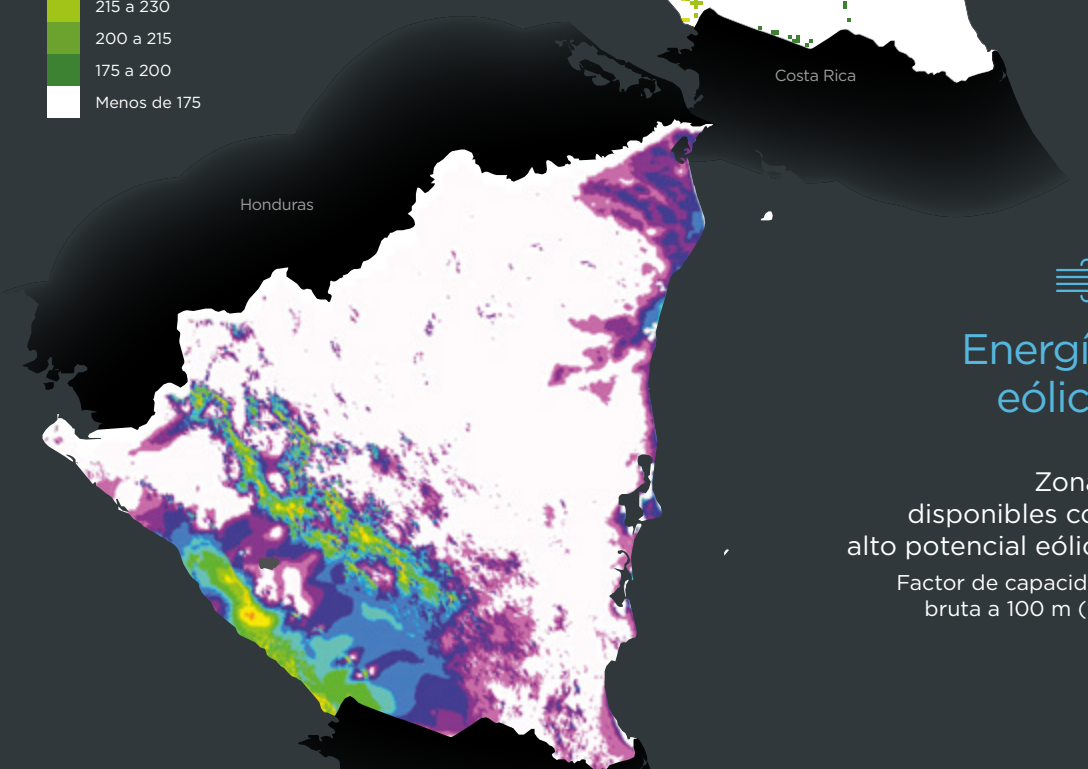 215 a 230
200 a 215
175 a 200
Menos de 175
Costa Rica
Honduras
Energí
eólic
Zona
disponibles co
alto potencial eólic
Factor de capacid
bruta a 100 m (